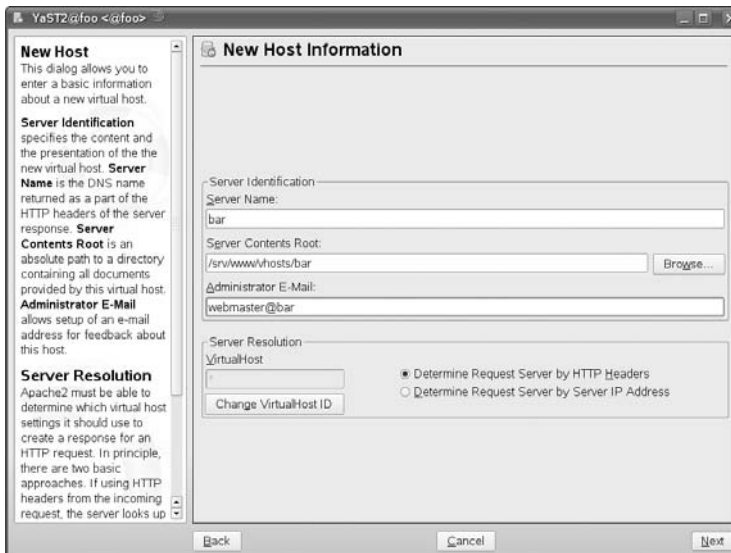 YaST2@foo <@foo>
New Host
This dialog allows you to
enter a basic information
about a new virtual host.
Server Identification
specifies the content and
the presentation of the the
new virtual host. Server
Name is the DNS name
returned as a part of the
HTTP headers of the server
response. Server
Contents Root is an
absolute path to a directory
containing all documents
provided by this virtual host.
Administrator E-Mail
allows setup of an e-mail
address for feedback about
this host.
Server Resolution
Apache2 must be able to
determine which virtual host
settings it should use to
create a response for an
HTTP request. In principle,
there are two basic
approaches. If using HTTP
headers from the incoming
request, the server looks up
New Host Information
Server Identification
Server Name:
bar
Server Contents Root:
/srv/www/vhosts/bar
Browse...
Administrator E-Mail:
webmaster@bar
Server Resolution
VirtualHost
*
Change VirtualHost ID
Determine Request Server by HTTP Headers
Determine Request Server by Server IP Address
Back
Cancel
Next